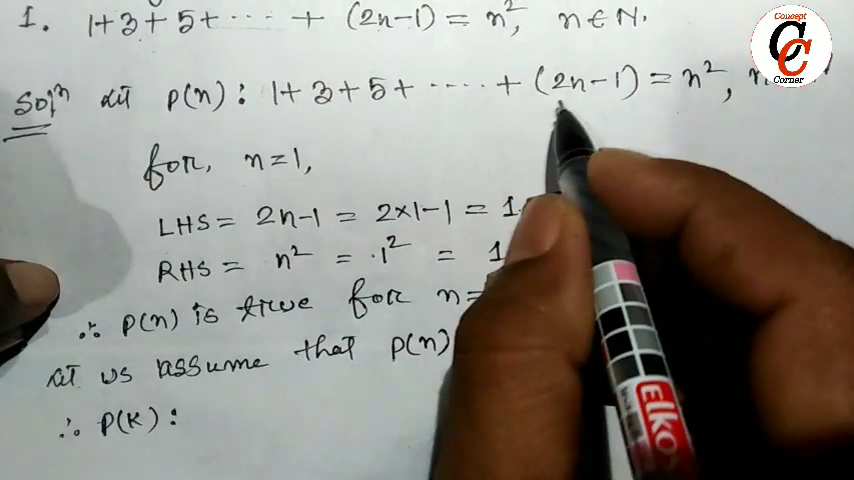 1. 1+3+5+ ··· + (2n-1) = n², n∈N.
Solⁿ Let P(n) : 1+3+5+ ···· + (2n-1) = n², n
for, n=1,
LHS = 2n-1 = 2×1-1 = 1
RHS = n² = 1² = 1
∴ P(n) is true for n=
Let us assume that P(n)
∴ P(K) :
Concept
CC
Corner
Elko